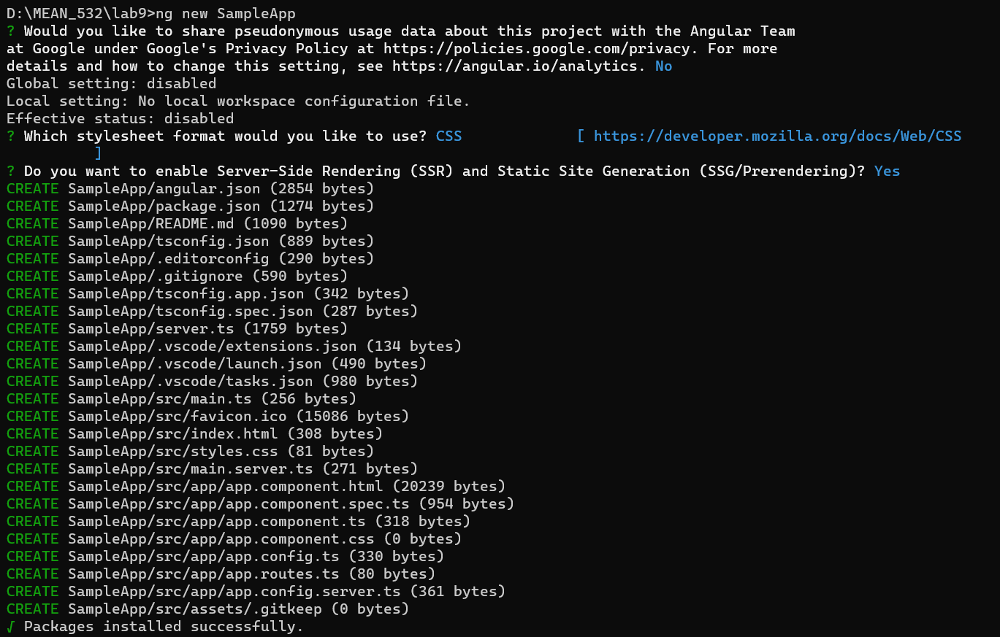 D:\MEAN_532\lab9>ng new SampleApp
? Would you like to share pseudonymous usage data about this project with the Angular Team
at Google under Google's Privacy Policy at https://policies.google.com/privacy. For more
details and how to change this setting, see https://angular.io/analytics. No
Global setting: disabled
Local setting: No local workspace configuration file.
Effective status: disabled
? Which stylesheet format would you like to use? CSS             [ https://developer.mozilla.org/docs/Web/CSS
          ]
? Do you want to enable Server-Side Rendering (SSR) and Static Site Generation (SSG/Prerendering)? Yes
CREATE SampleApp/angular.json (2854 bytes)
CREATE SampleApp/package.json (1274 bytes)
CREATE SampleApp/README.md (1090 bytes)
CREATE SampleApp/tsconfig.json (889 bytes)
CREATE SampleApp/.editorconfig (290 bytes)
CREATE SampleApp/.gitignore (590 bytes)
CREATE SampleApp/tsconfig.app.json (342 bytes)
CREATE SampleApp/tsconfig.spec.json (287 bytes)
CREATE SampleApp/server.ts (1759 bytes)
CREATE SampleApp/.vscode/extensions.json (134 bytes)
CREATE SampleApp/.vscode/launch.json (490 bytes)
CREATE SampleApp/.vscode/tasks.json (980 bytes)
CREATE SampleApp/src/main.ts (256 bytes)
CREATE SampleApp/src/favicon.ico (15086 bytes)
CREATE SampleApp/src/index.html (308 bytes)
CREATE SampleApp/src/styles.css (81 bytes)
CREATE SampleApp/src/main.server.ts (271 bytes)
CREATE SampleApp/src/app/app.component.html (20239 bytes)
CREATE SampleApp/src/app/app.component.spec.ts (954 bytes)
CREATE SampleApp/src/app/app.component.ts (318 bytes)
CREATE SampleApp/src/app/app.component.css (0 bytes)
CREATE SampleApp/src/app/app.config.ts (330 bytes)
CREATE SampleApp/src/app/app.routes.ts (80 bytes)
CREATE SampleApp/src/app/app.config.server.ts (361 bytes)
CREATE SampleApp/src/assets/.gitkeep (0 bytes)
√ Packages installed successfully.